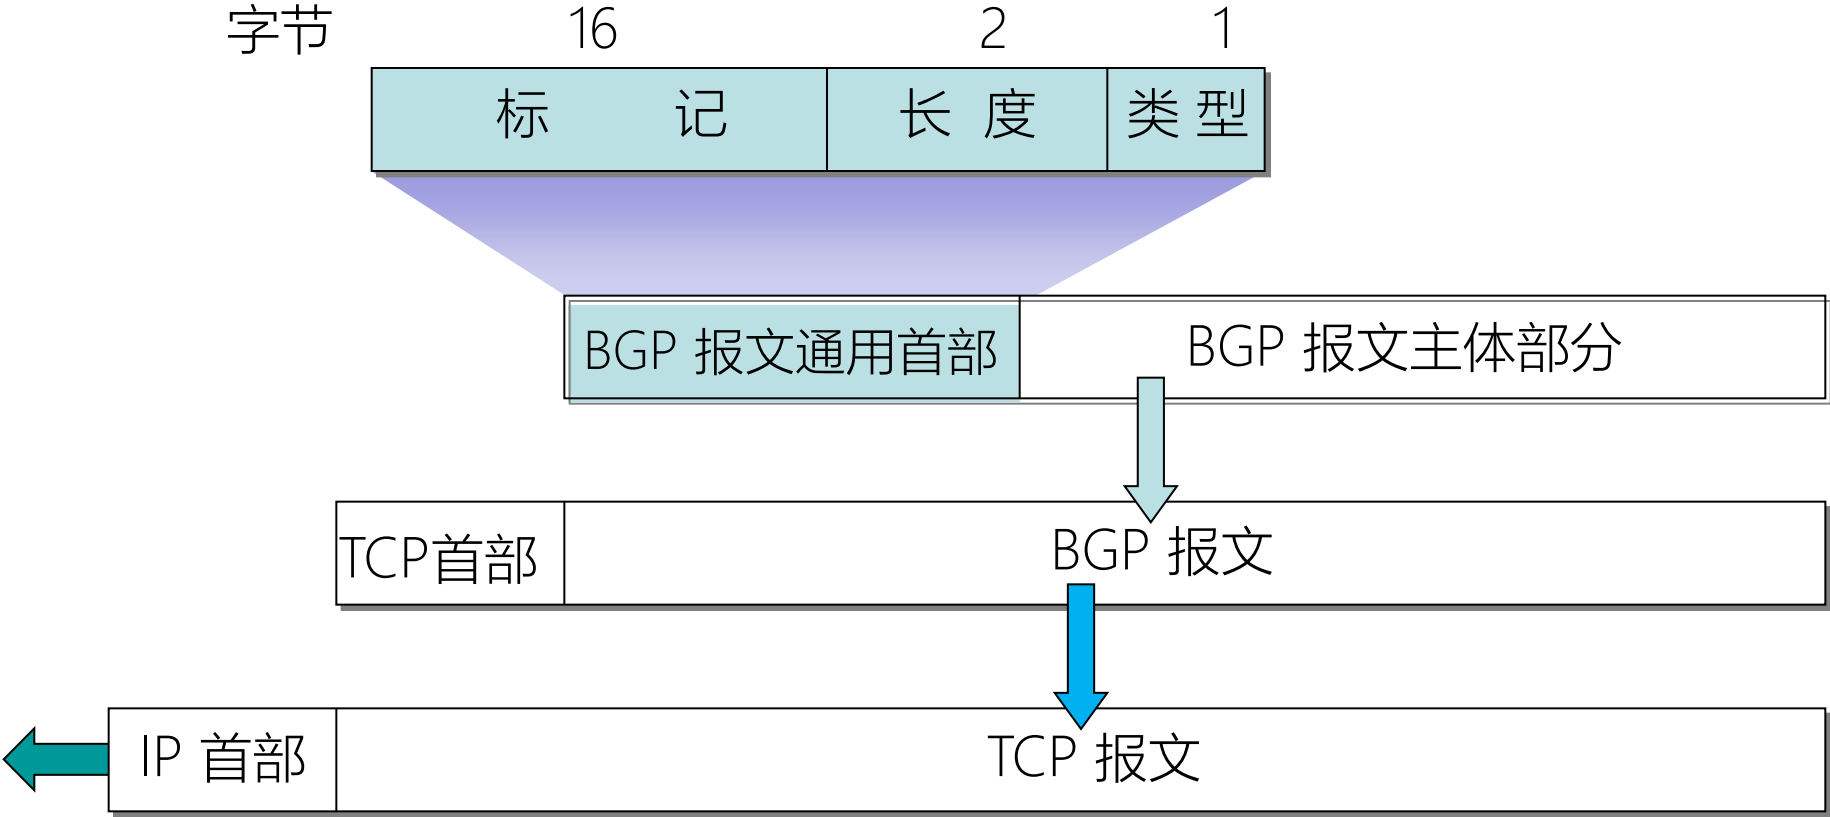 字节 16 2 1
标 记 长 度 类 型
BGP 报文通用首部 BGP 报文主体部分
TCP首部 BGP 报文
IP 首部 TCP 报文